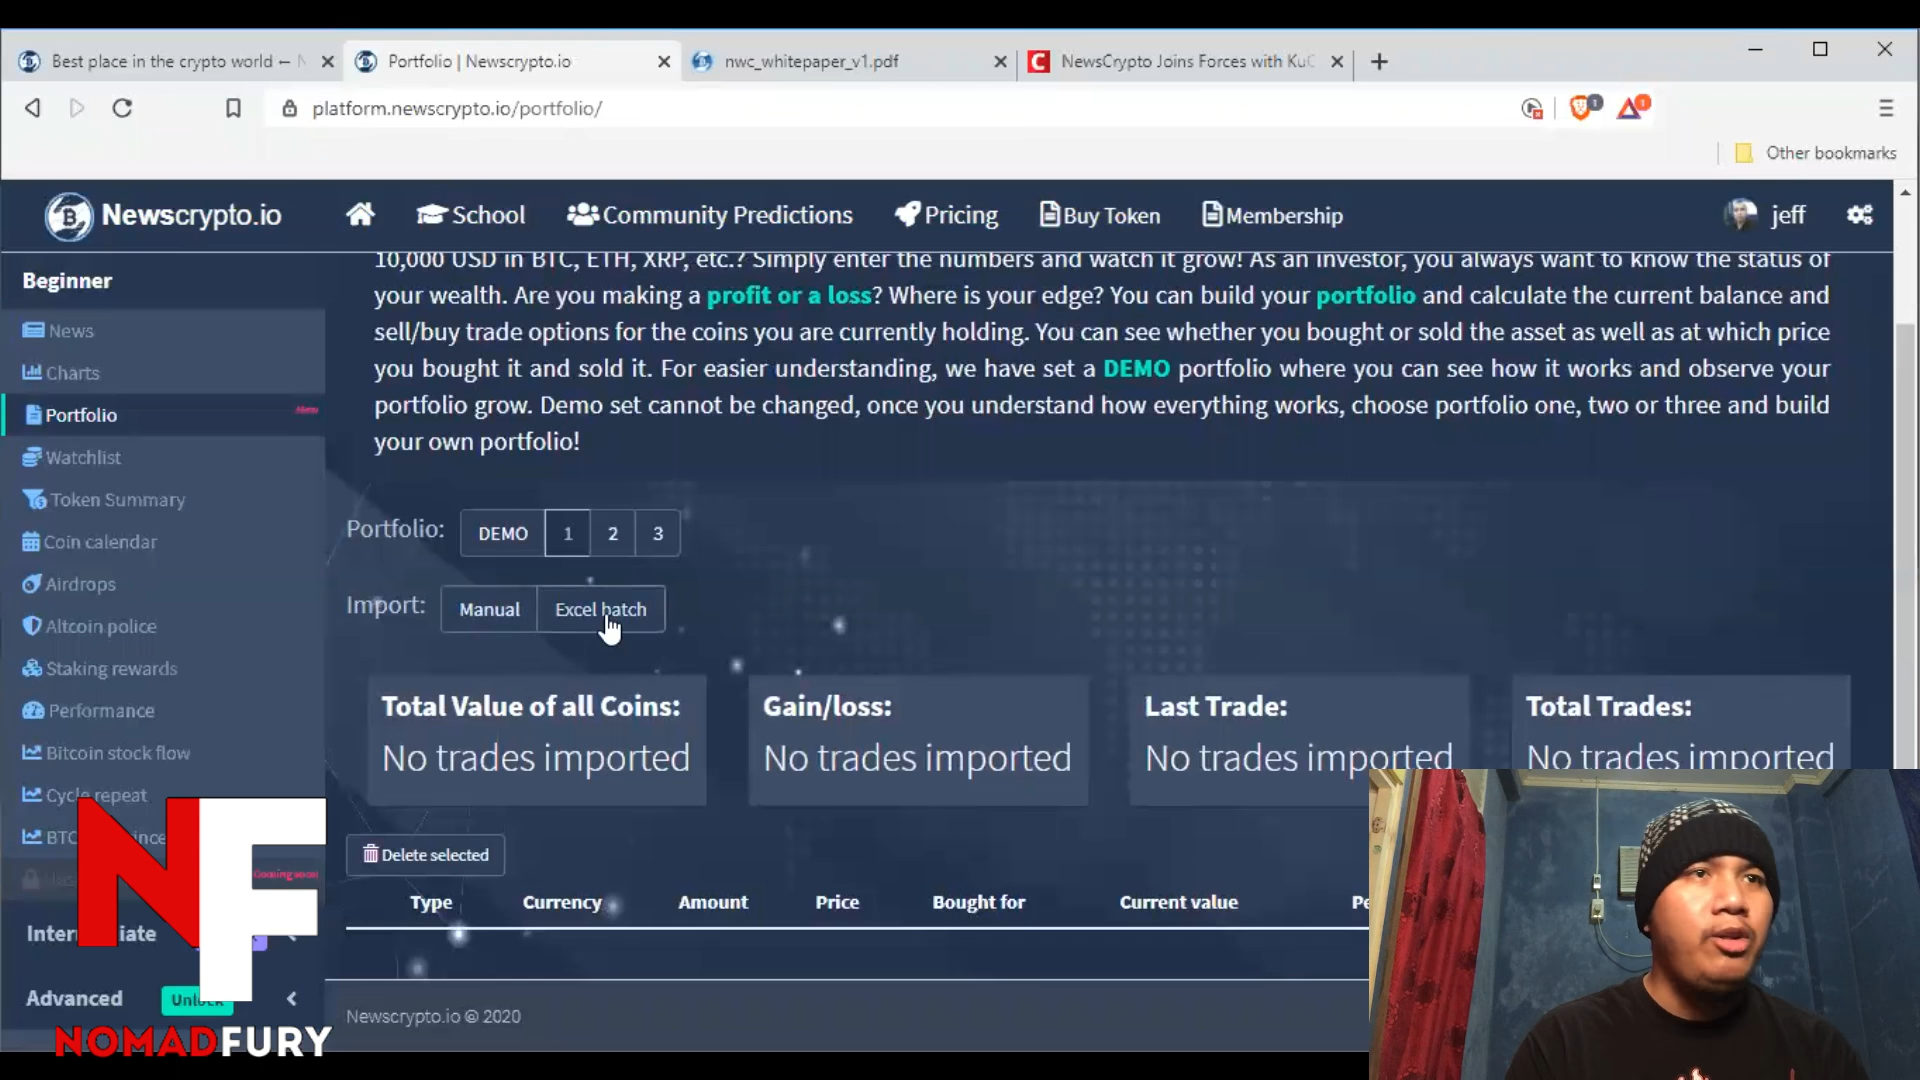 Best place in the crypto world ← N
Portfolio | Newscrypto.io
nwc_whitepaper_v1.pdf
NewsCrypto Joins Forces with KuC
platform.newscrypto.io/portfolio/
1
1
Other bookmarks
Newscrypto.io
School
Community Predictions
Pricing
Buy Token
Membership
jeff
Beginner
News
Charts
Portfolio
Watchlist
Token Summary
Coin calendar
Airdrops
Altcoin police
Staking rewards
Performance
Bitcoin stock flow
Cycle repeat
BTC
Coming soon
Advanced
10,000 USD in BTC, ETH, XRP, etc.? Simply enter the numbers and watch it grow! As an investor, you always want to know the status of
your wealth. Are you making a profit or a loss? Where is your edge? You can build your portfolio and calculate the current balance and
sell/buy trade options for the coins you are currently holding. You can see whether you bought or sold the asset as well as at which price
you bought it and sold it. For easier understanding, we have set a DEMO portfolio where you can see how it works and observe your
portfolio grow. Demo set cannot be changed, once you understand how everything works, choose portfolio one, two or three and build
your own portfolio!
Portfolio: DEMO 1 2 3
Import: Manual Excel batch
Total Value of all Coins:
No trades imported
Gain/loss:
No trades imported
Last Trade:
No trades imported
Total Trades:
No trades imported
Delete selected
Type Currency Amount Price Bought for Current value
Newscrypto.io @ 2020
NF
NOMADFURY